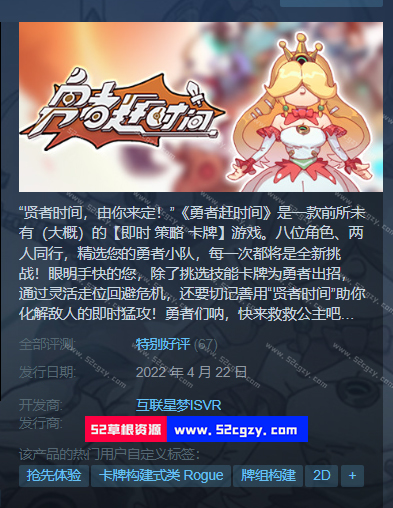 勇者赶时间
“贤者时间，由你来定！”《勇者赶时间》是一款前所未
有（大概）的【即时 策略 卡牌】游戏。八位角色、两
人同行，精选您的勇者小队，每一次都将是全新挑
战！眼明手快的您，除了挑选技能卡牌为勇者出招，
通过灵活走位回避危机，还要切记善用“贤者时间”助你
化解敌人的即时猛攻！勇者们呐，快来救救公主吧…
全部评测: 特别好评 (67)
发行日期: 2022 年 4 月 22 日
开发商: 互联星梦ISVR
发行商:
52草根资源 www.52cgzy.com
该产品的热门用户自定义标签：
抢先体验 卡牌构建式类 Rogue 牌组构建 2D +